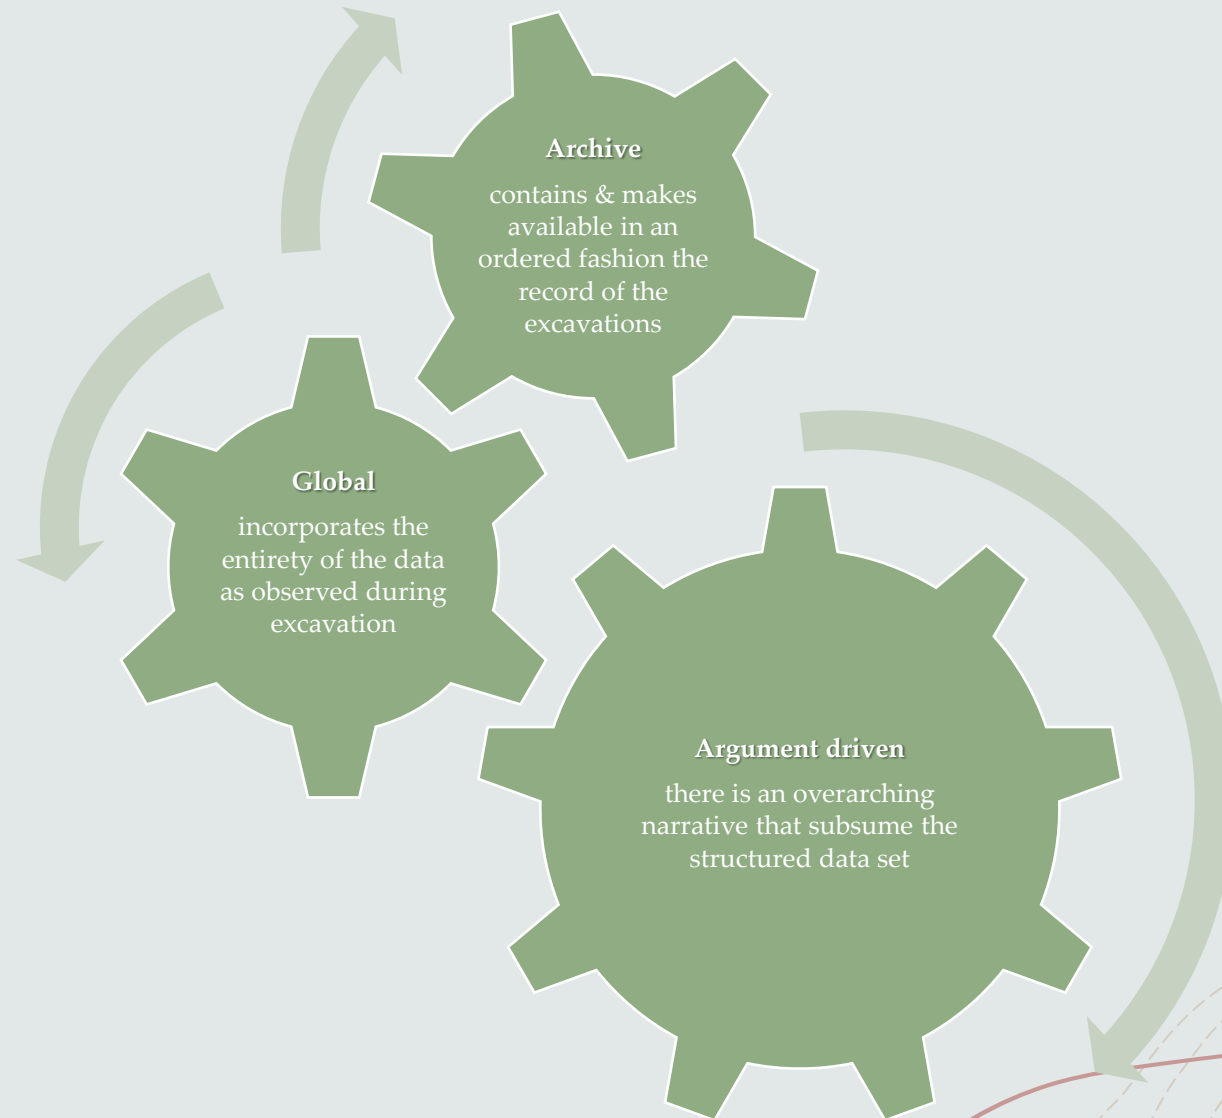 Archive
contains & makes
available in an
ordered fashion the
record of the
excavations
Global
incorporates the
entirety of the data
as observed during
excavation
Argument driven
there is an overarching
narrative that subsume the
structured data set